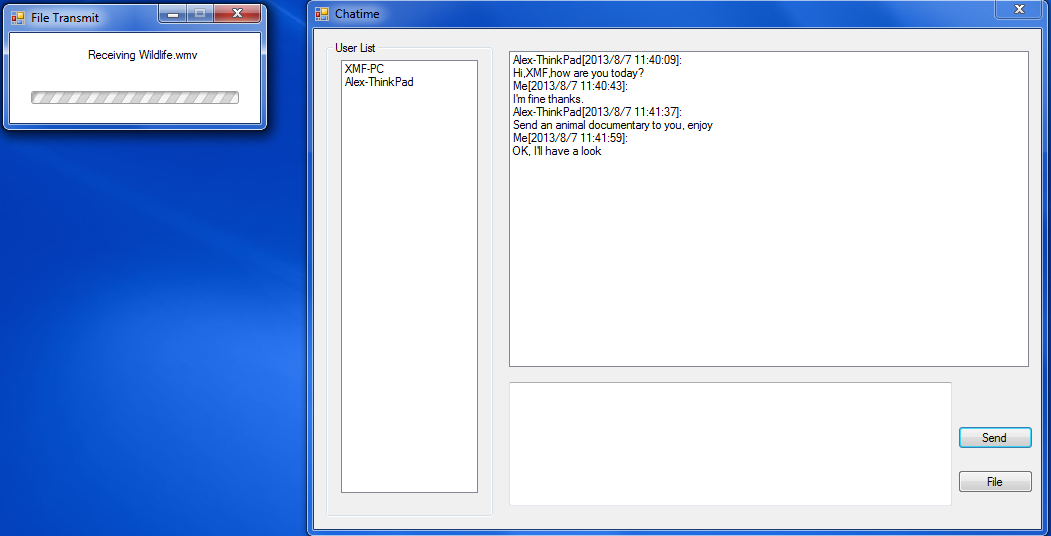 File Transmit
Receiving Wildlife.wmv
Chatime
User List
XMF-PC
Alex-ThinkPad
Alex-ThinkPad[2013/8/7 11:40:09]:
Hi,XMF,how are you today?
Me[2013/8/7 11:40:43]:
I'm fine thanks.
Alex-ThinkPad[2013/8/7 11:41:37]:
Send an animal documentary to you, enjoy
Me[2013/8/7 11:41:59]:
OK, I'll have a look
Send
File